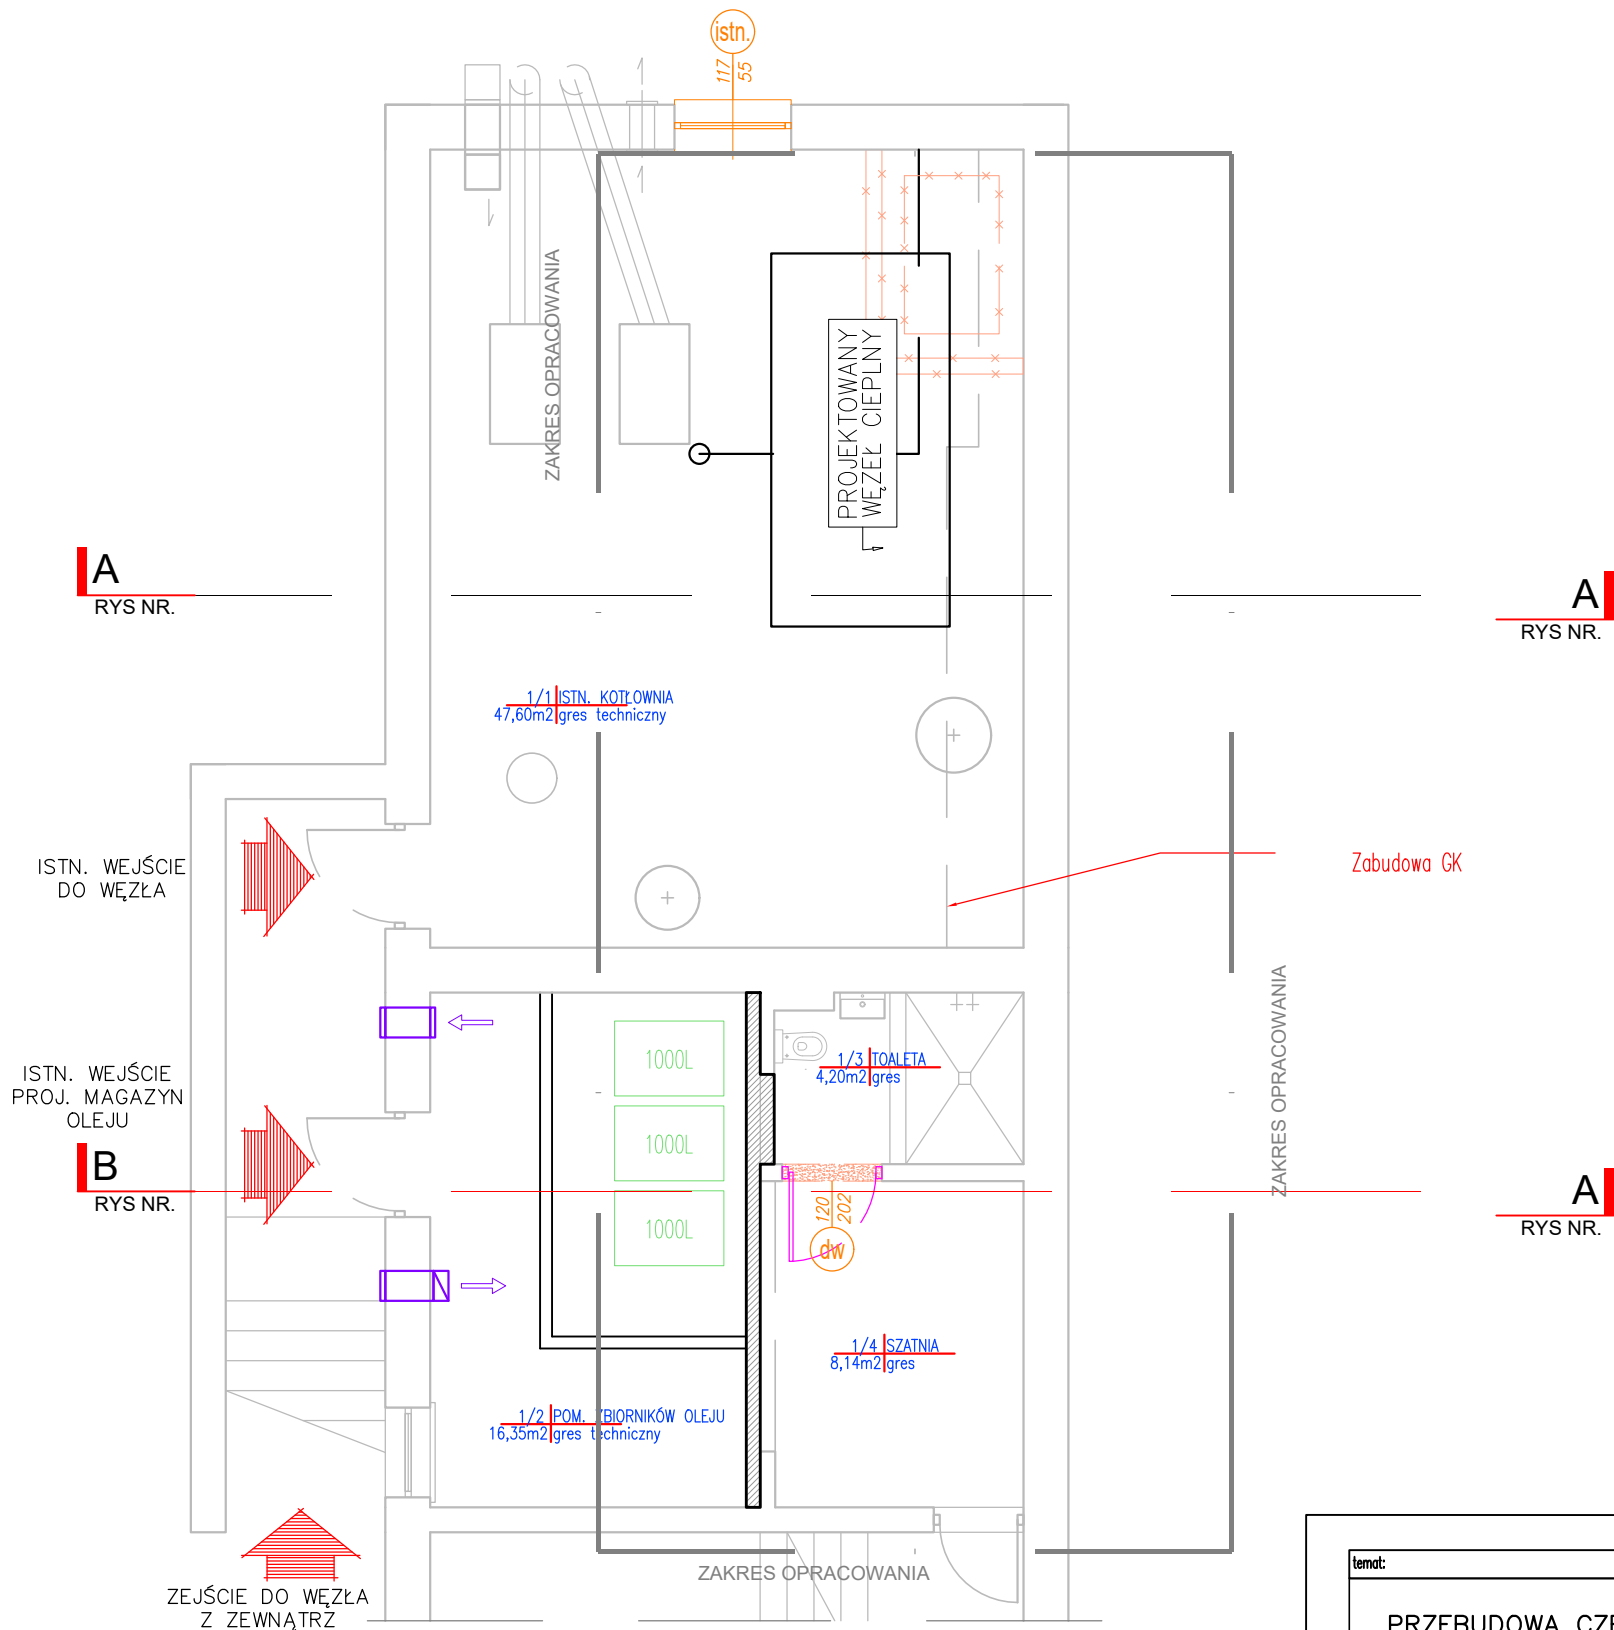 istn.
117
55
ZAKRES OPRACOWANIA
PROJEKTOWANY
WĘZEŁ CIEPLNY
A
RYS NR.
A
RYS NR.
1/1 ISTN. KOTŁOWNIA
47,60m2 gres techniczny
ISTN. WEJŚCIE
DO WĘZŁA
Zabudowa GK
ZAKRES OPRACOWANIA
1000L
1000L
1000L
1/3 TOALETA
4,20m2 gres
ISTN. WEJŚCIE
PROJ. MAGAZYN
OLEJU
B
RYS NR.
A
RYS NR.
120
202
dw
1/4 SZATNIA
8,14m2 gres
1/2 POM. ZBIORNIKÓW OLEJU
16,35m2 gres techniczny
ZAKRES OPRACOWANIA
ZEJŚCIE DO WĘZŁA
Z ZEWNĄTRZ
temat:
PRZEBUDOWA